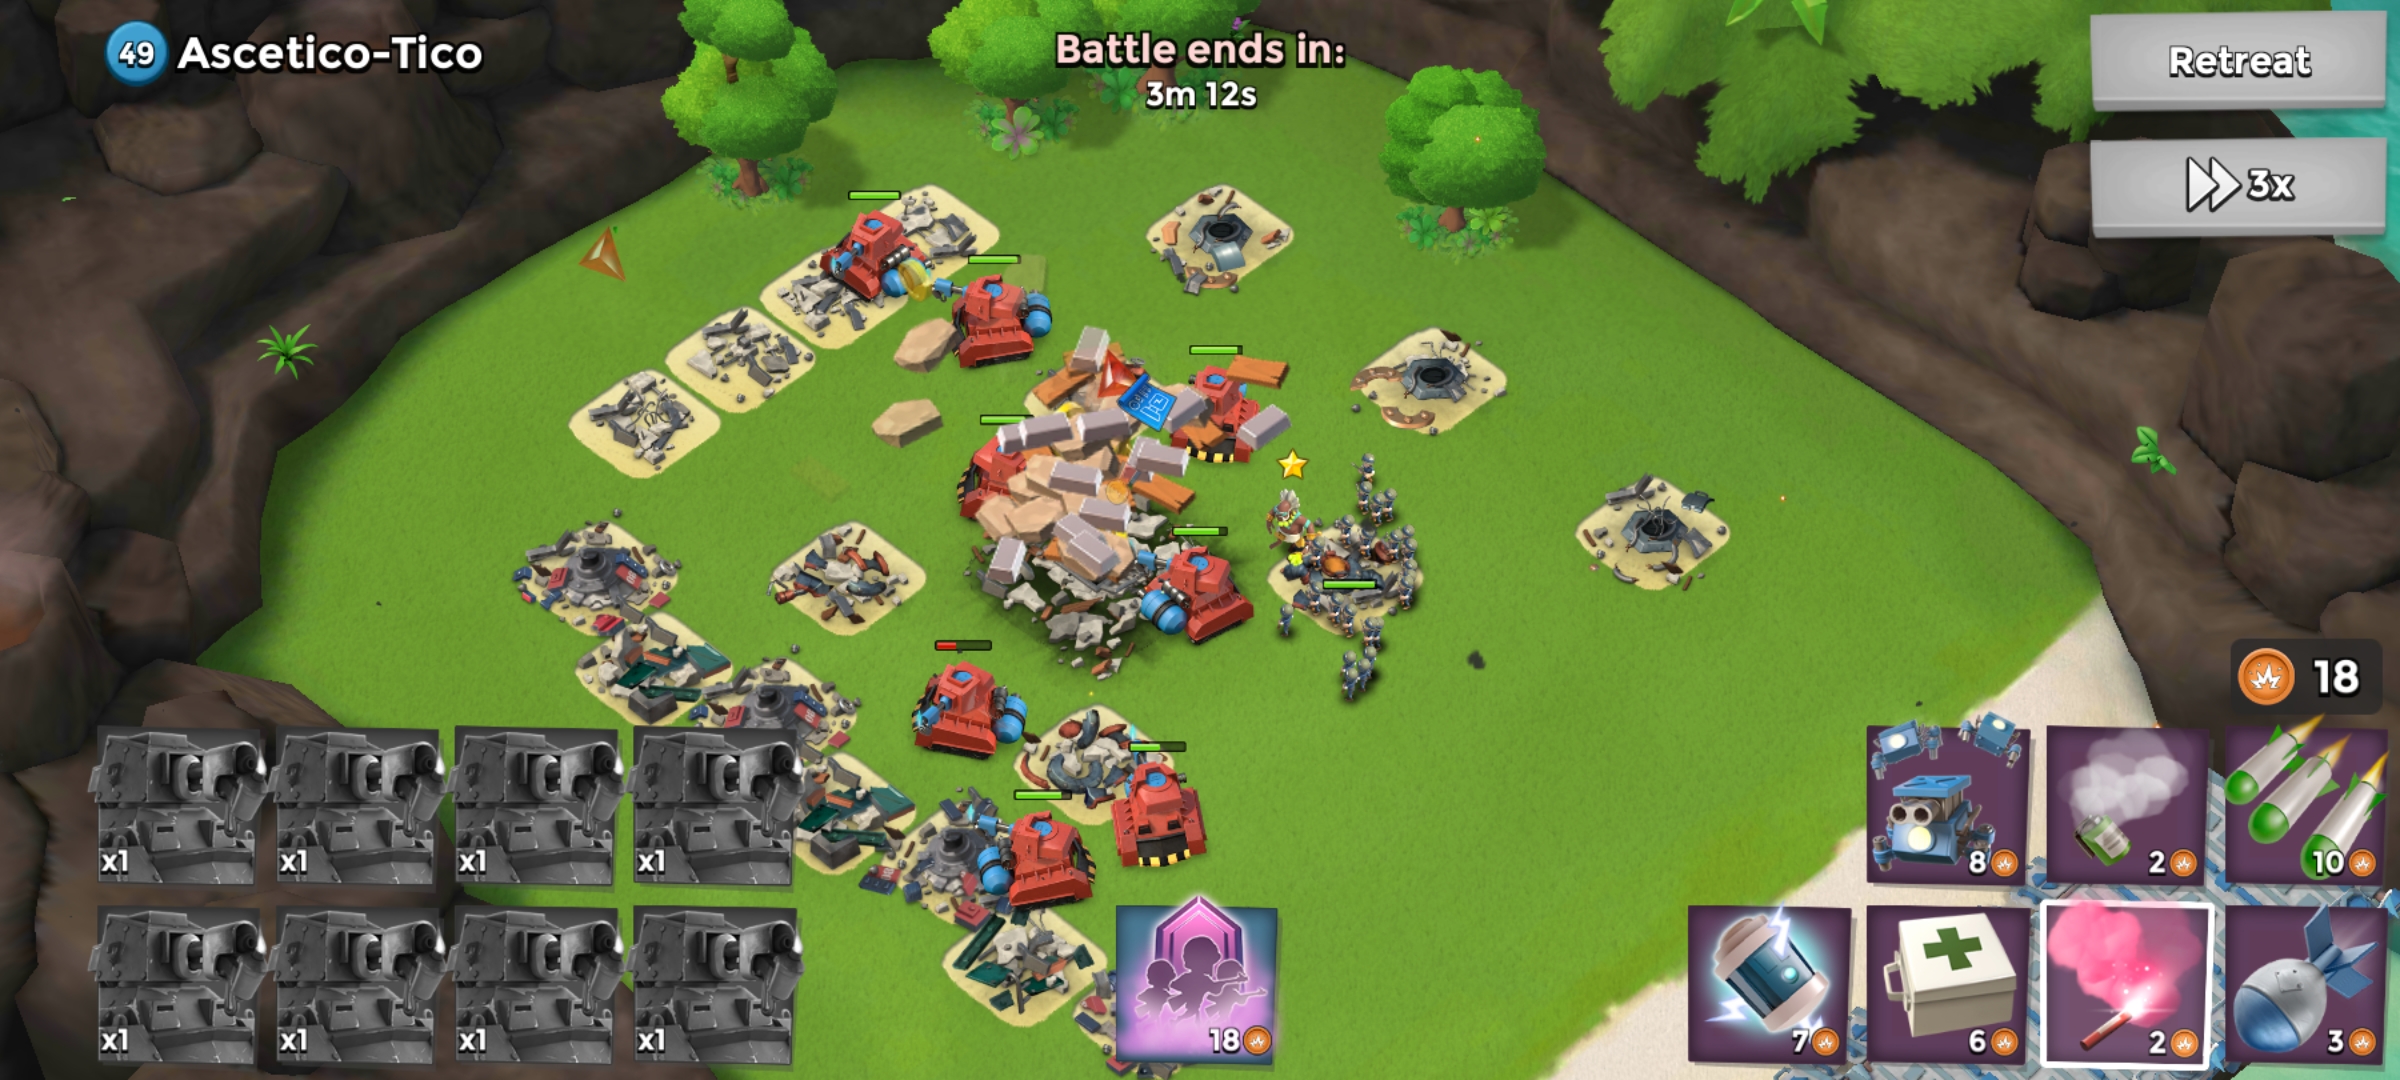 49 Ascetico-Tico
Battle ends in:
3m 12s
Retreat
3x
18
8
2
10
x1
x1
x1
x1
x1
x1
x1
x1
18
7
6
2
3